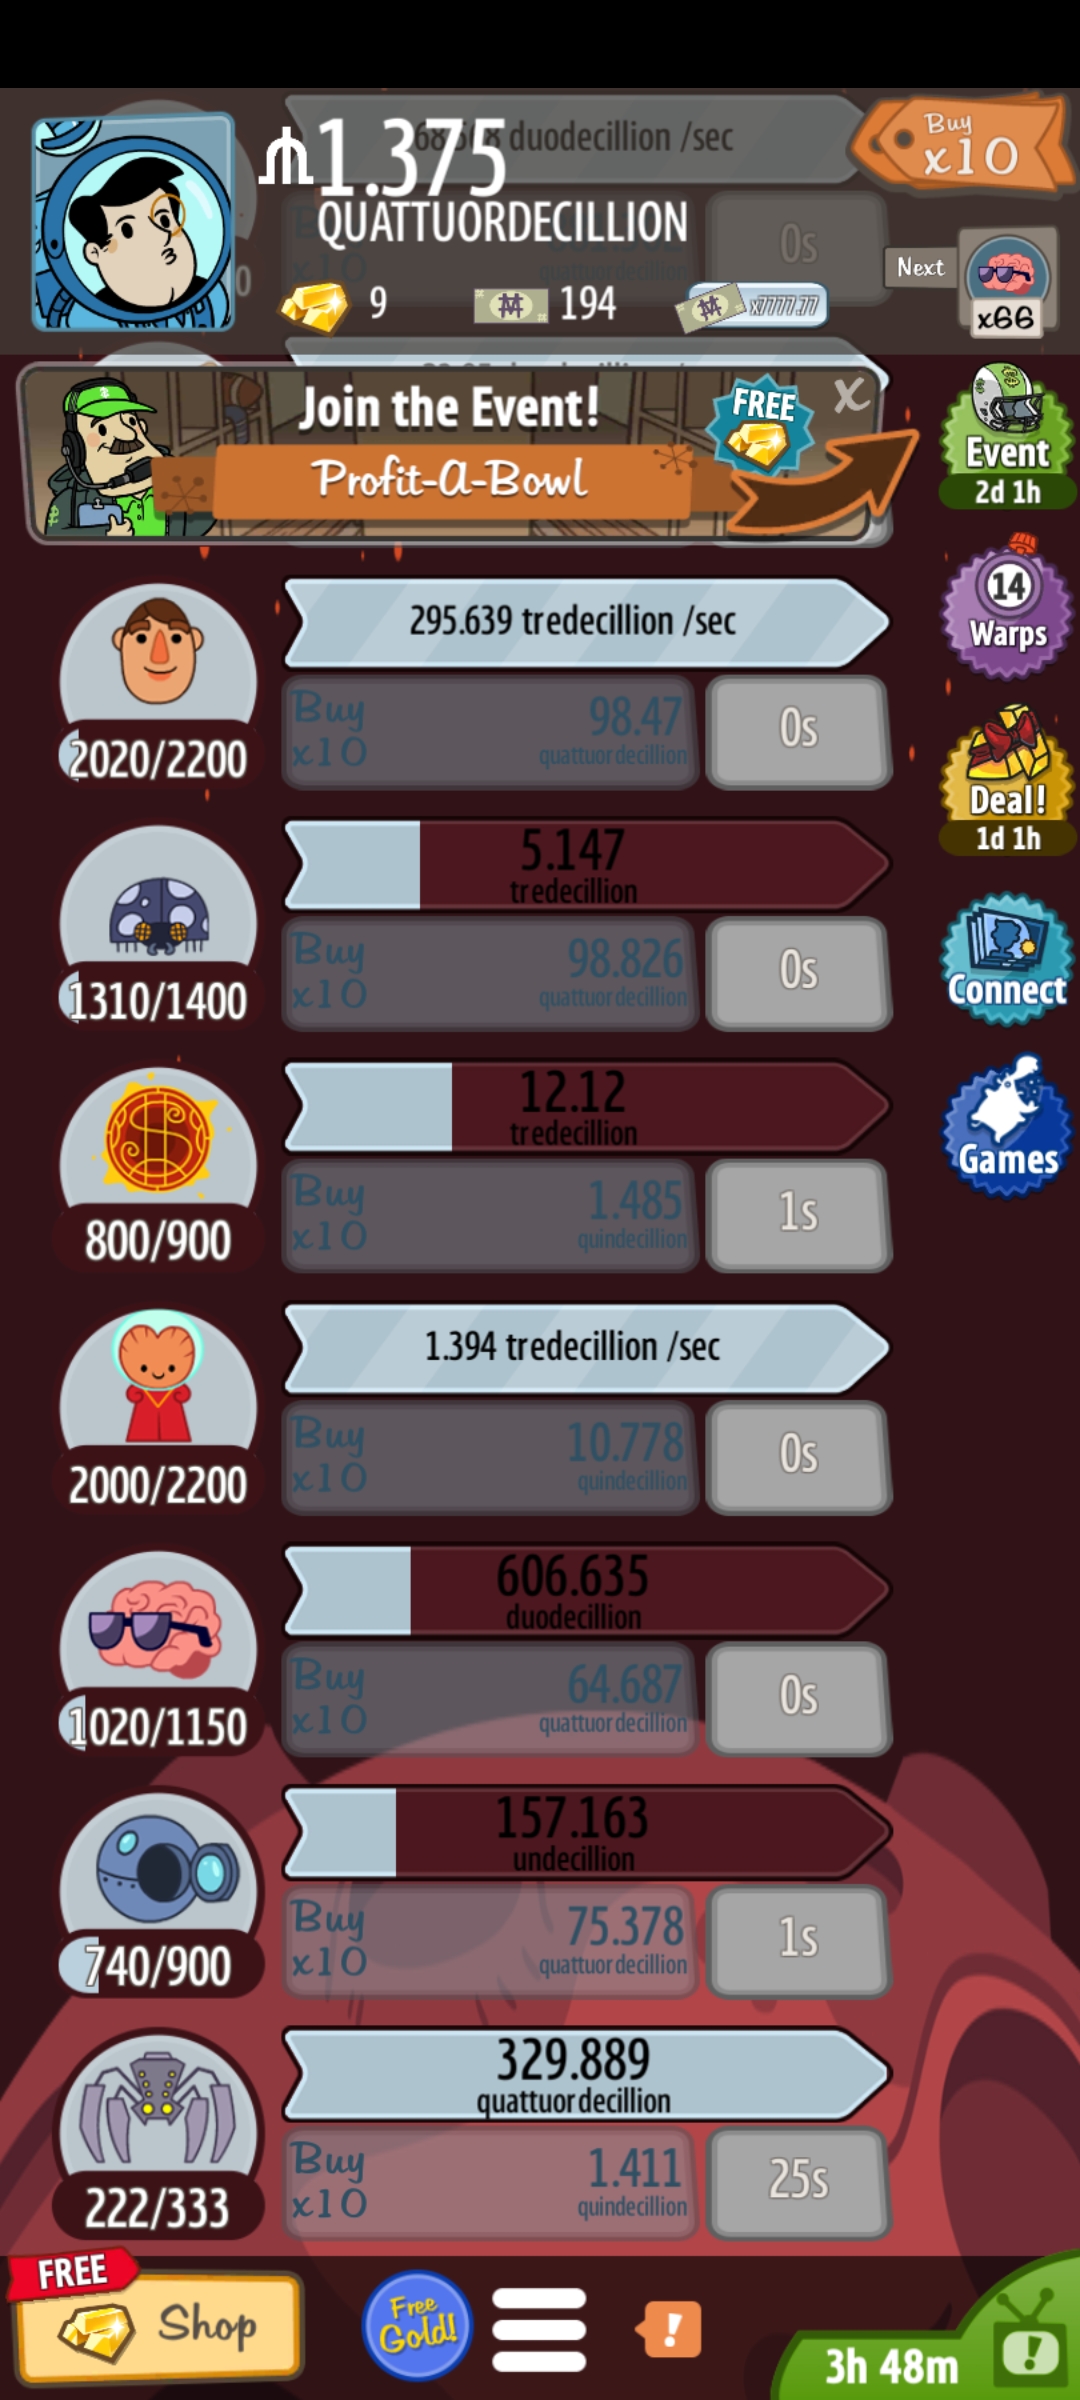 1.375
QUATTUORDECILLION
duodecillion /sec
Buy
x10
0s
Buy
x10
quattuordecillion
Next
x66
9
194
x7777.77
Join the Event!
Profit-A-Bowl
FREE
X
Event
2d 1h
14
Warps
Deal!
1d 1h
Connect
Games
295.639 tredecillion /sec
Buy
x10
98.47
quattuordecillion
0s
2020/2200
5.147
tredecillion
Buy
x10
98.826
quattuordecillion
0s
1310/1400
12.12
tredecillion
Buy
x10
1.485
quindecillion
1s
800/900
1.394 tredecillion /sec
Buy
x10
10.778
quindecillion
0s
2000/2200
606.635
duodecillion
Buy
x10
64.687
quattuordecillion
0s
1020/1150
157.163
undecillion
Buy
x10
75.378
quattuordecillion
1s
740/900
329.889
quattuordecillion
Buy
x10
1.411
quindecillion
25s
222/333
FREE
Shop
Free
Gold!
!
3h 48m
!